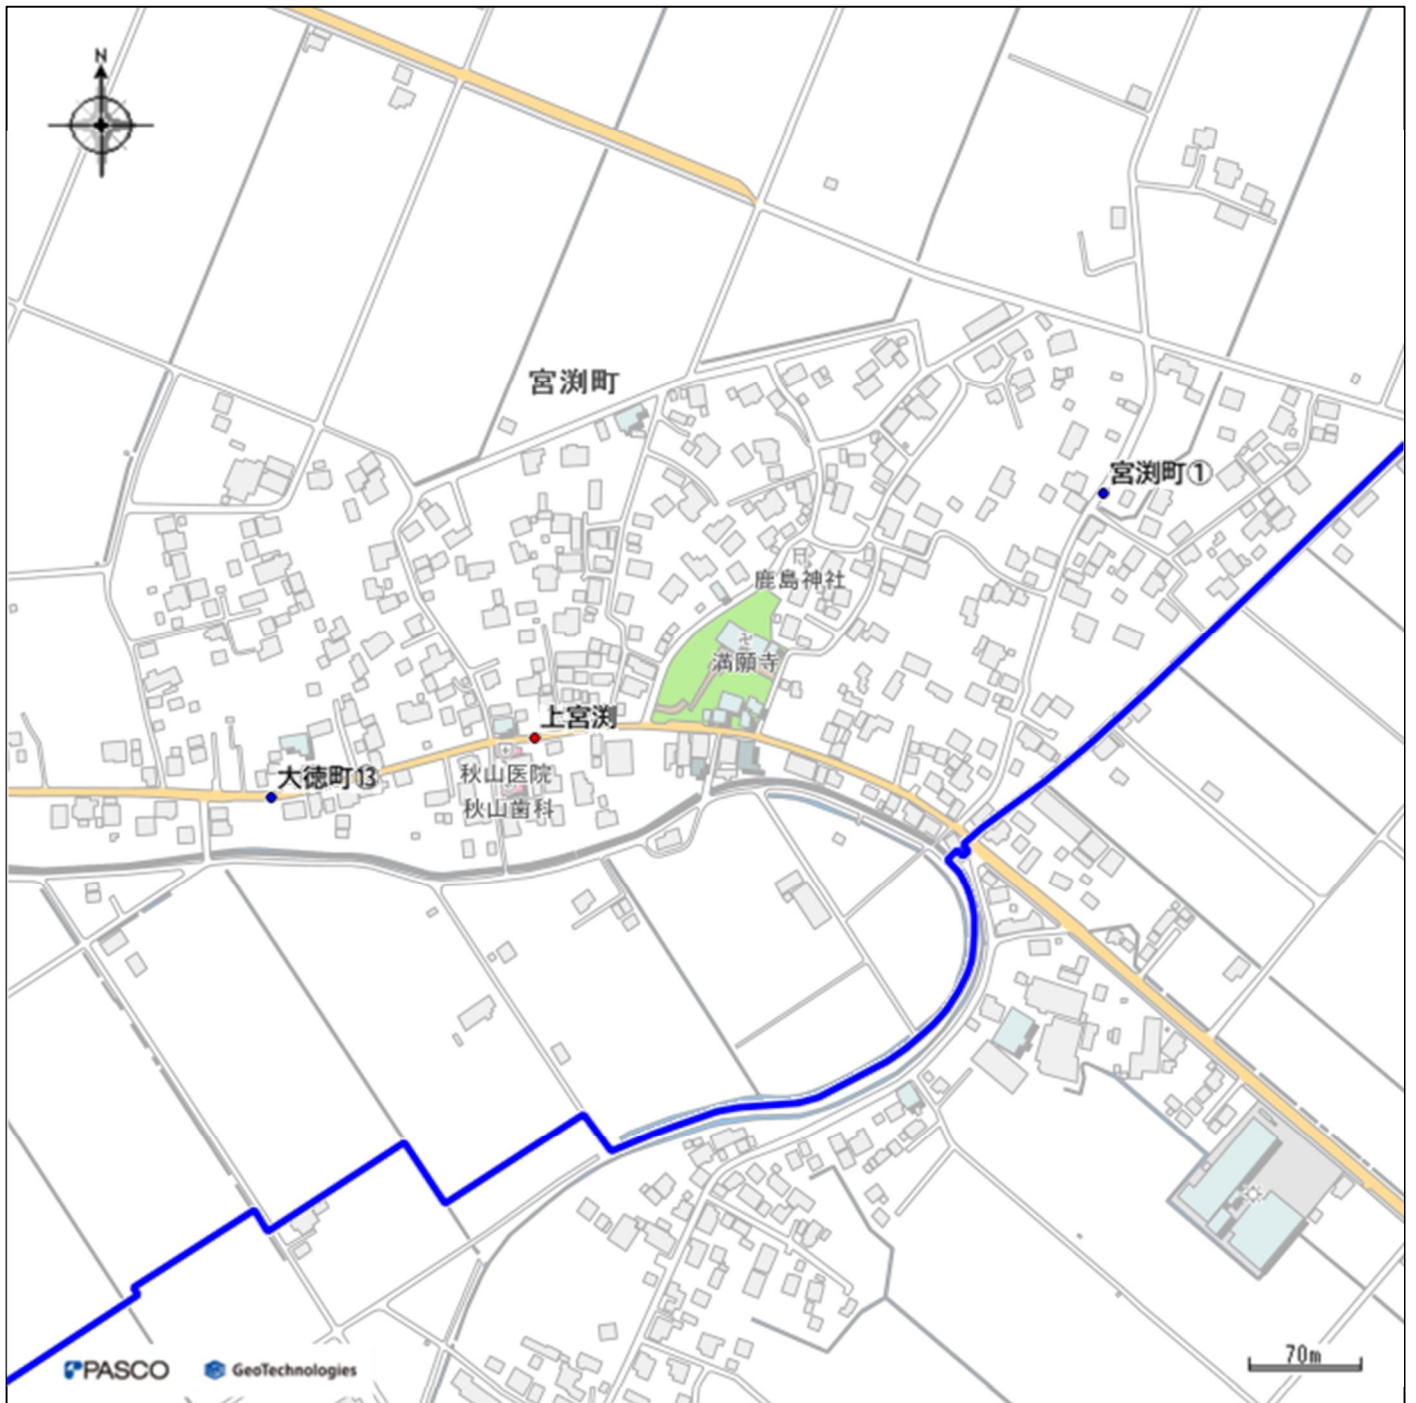 N
宮渕町
宮渕町①
鹿島神社
満願寺
上宮渕
大徳町⑬
秋山医院
秋山歯科
PASCO
GeoTechnologies
70m